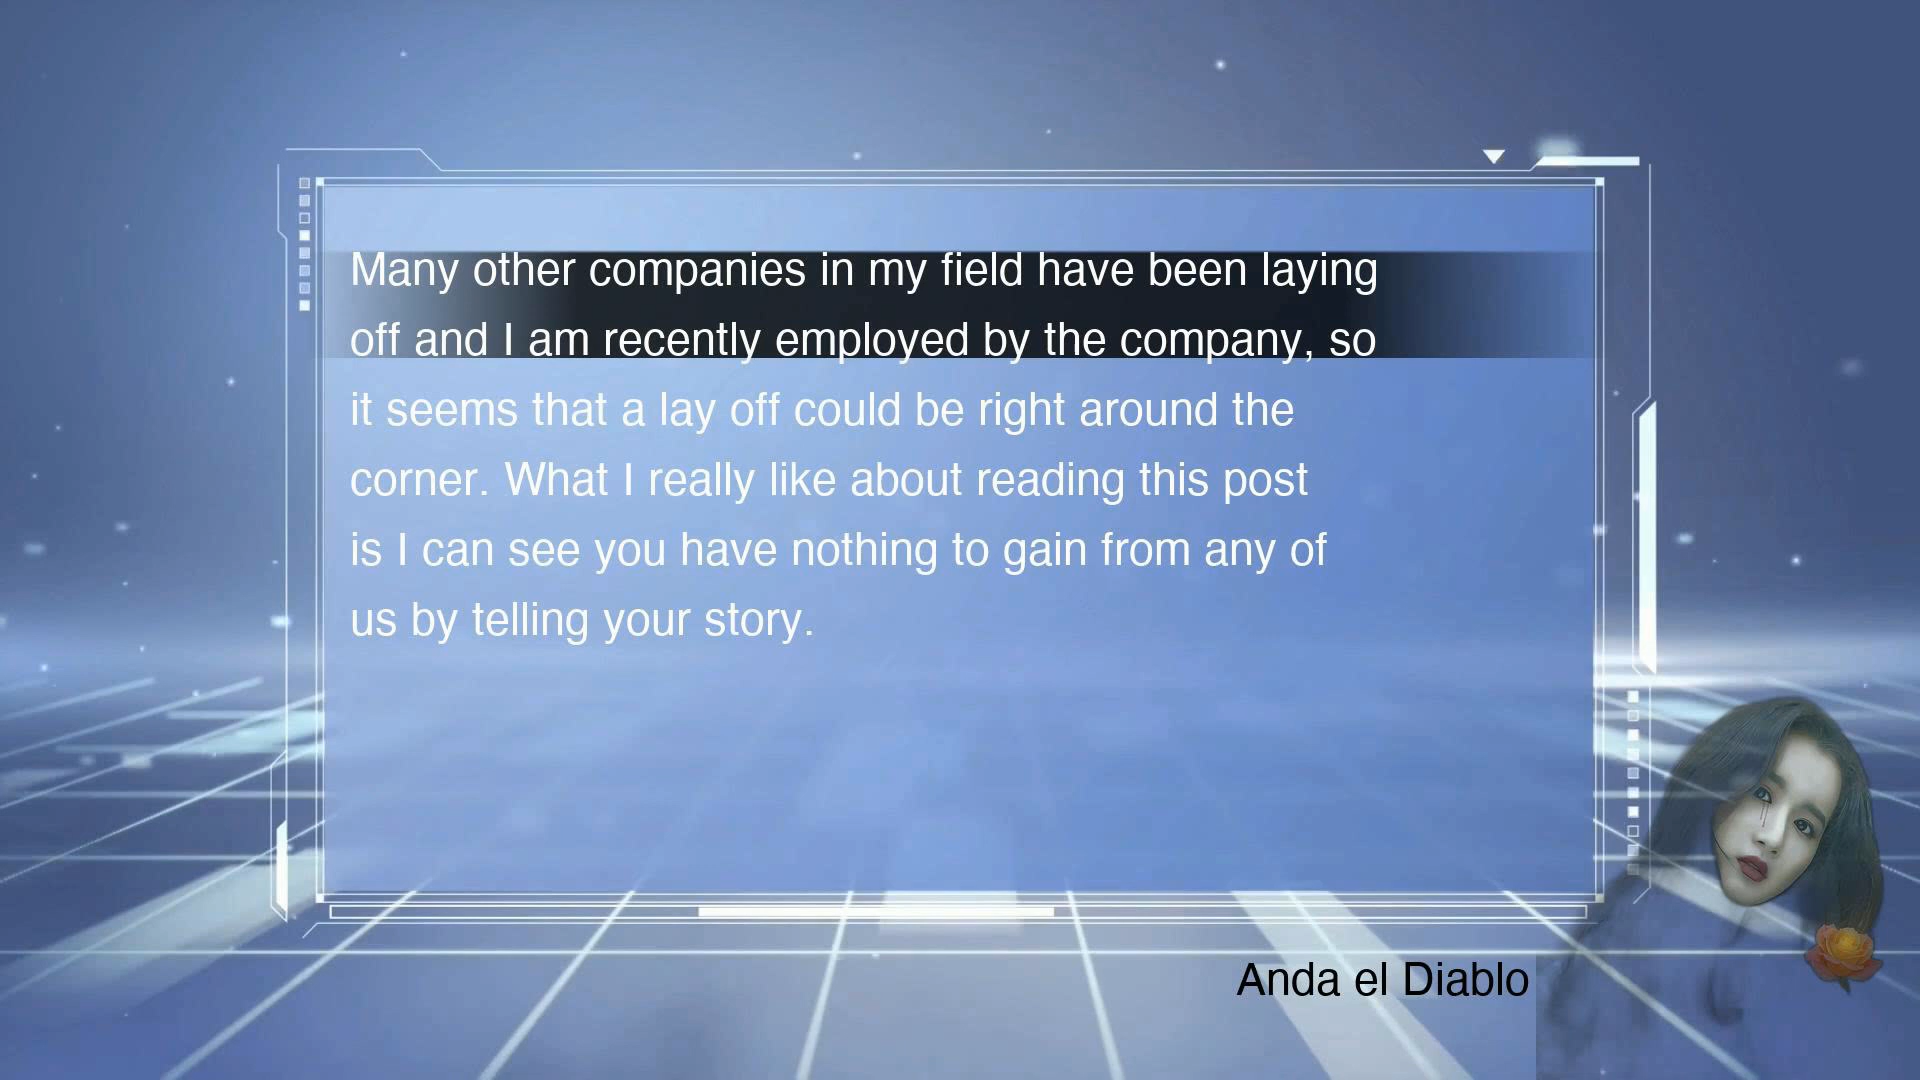 Many other companies in my field have been laying
off and I am recently employed by the company, so
it seems that a lay off could be right around the
corner. What I really like about reading this post
is I can see you have nothing to gain from any of
us by telling your story.
Anda el Diablo